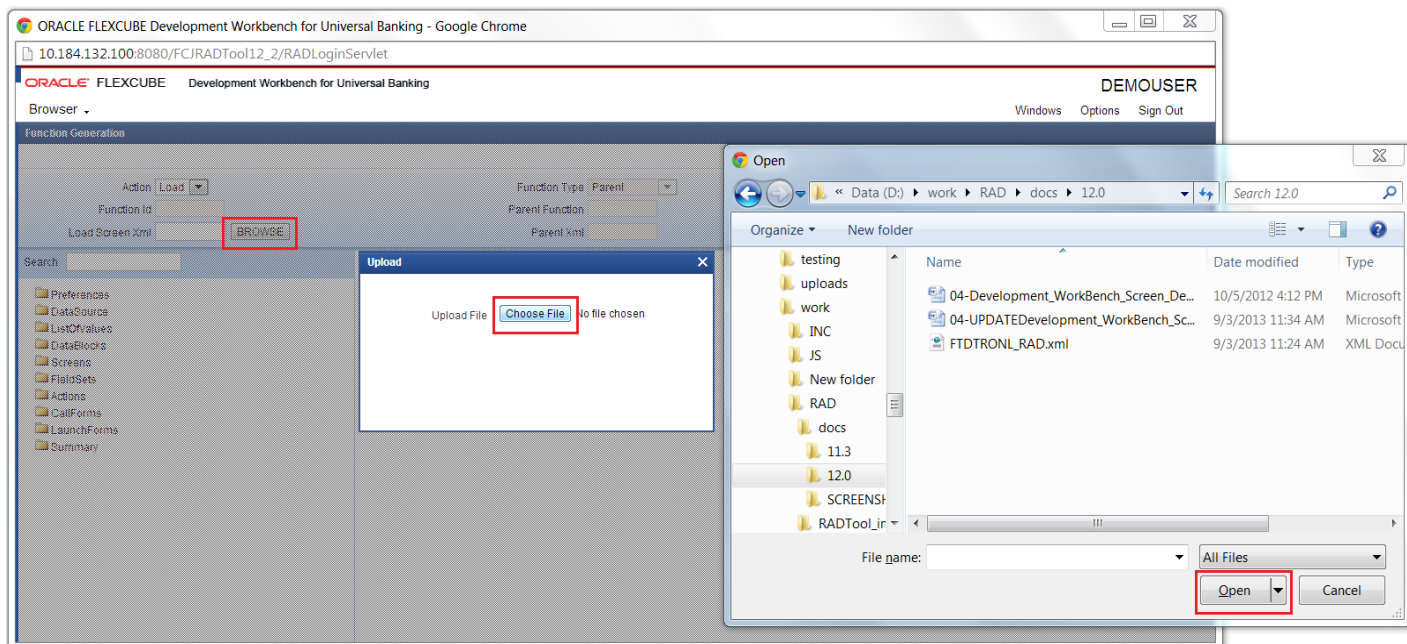 ORACLE FLEXCUBE Development Workbench for Universal Banking - Google Chrome
10.184.132.100:8080/FCJRADTool12_2/RADLoginServlet
ORACLE FLEXCUBE Development Workbench for Universal Banking DEMOUSER
Browser Windows Options Sign Out
Function Generation
Action Load Function Type Parent
Function Id Parent Function
Load Screen Xml BROWSE Parent Xml
Search
Preferences
DataSource
ListOfValues
DataBlocks
Screens
FieldSets
Actions
CallForms
LaunchForms
Summary
Upload
Upload File Choose File No file chosen
Open
« Data (D:) work RAD docs 12.0 Search 12.0
Organize New folder
testing
uploads
work
INC
JS
New folder
RAD
docs
11.3
12.0
SCREENSH
RADTool_in
Name Date modified Type
04-Development_WorkBench_Screen_De... 10/5/2012 4:12 PM Microsoft
04-UPDATEDevelopment_WorkBench_Sc... 9/3/2013 11:34 AM Microsoft
FTDTRONL_RAD.xml 9/3/2013 11:24 AM XML Docu
File name: All Files
Open Cancel